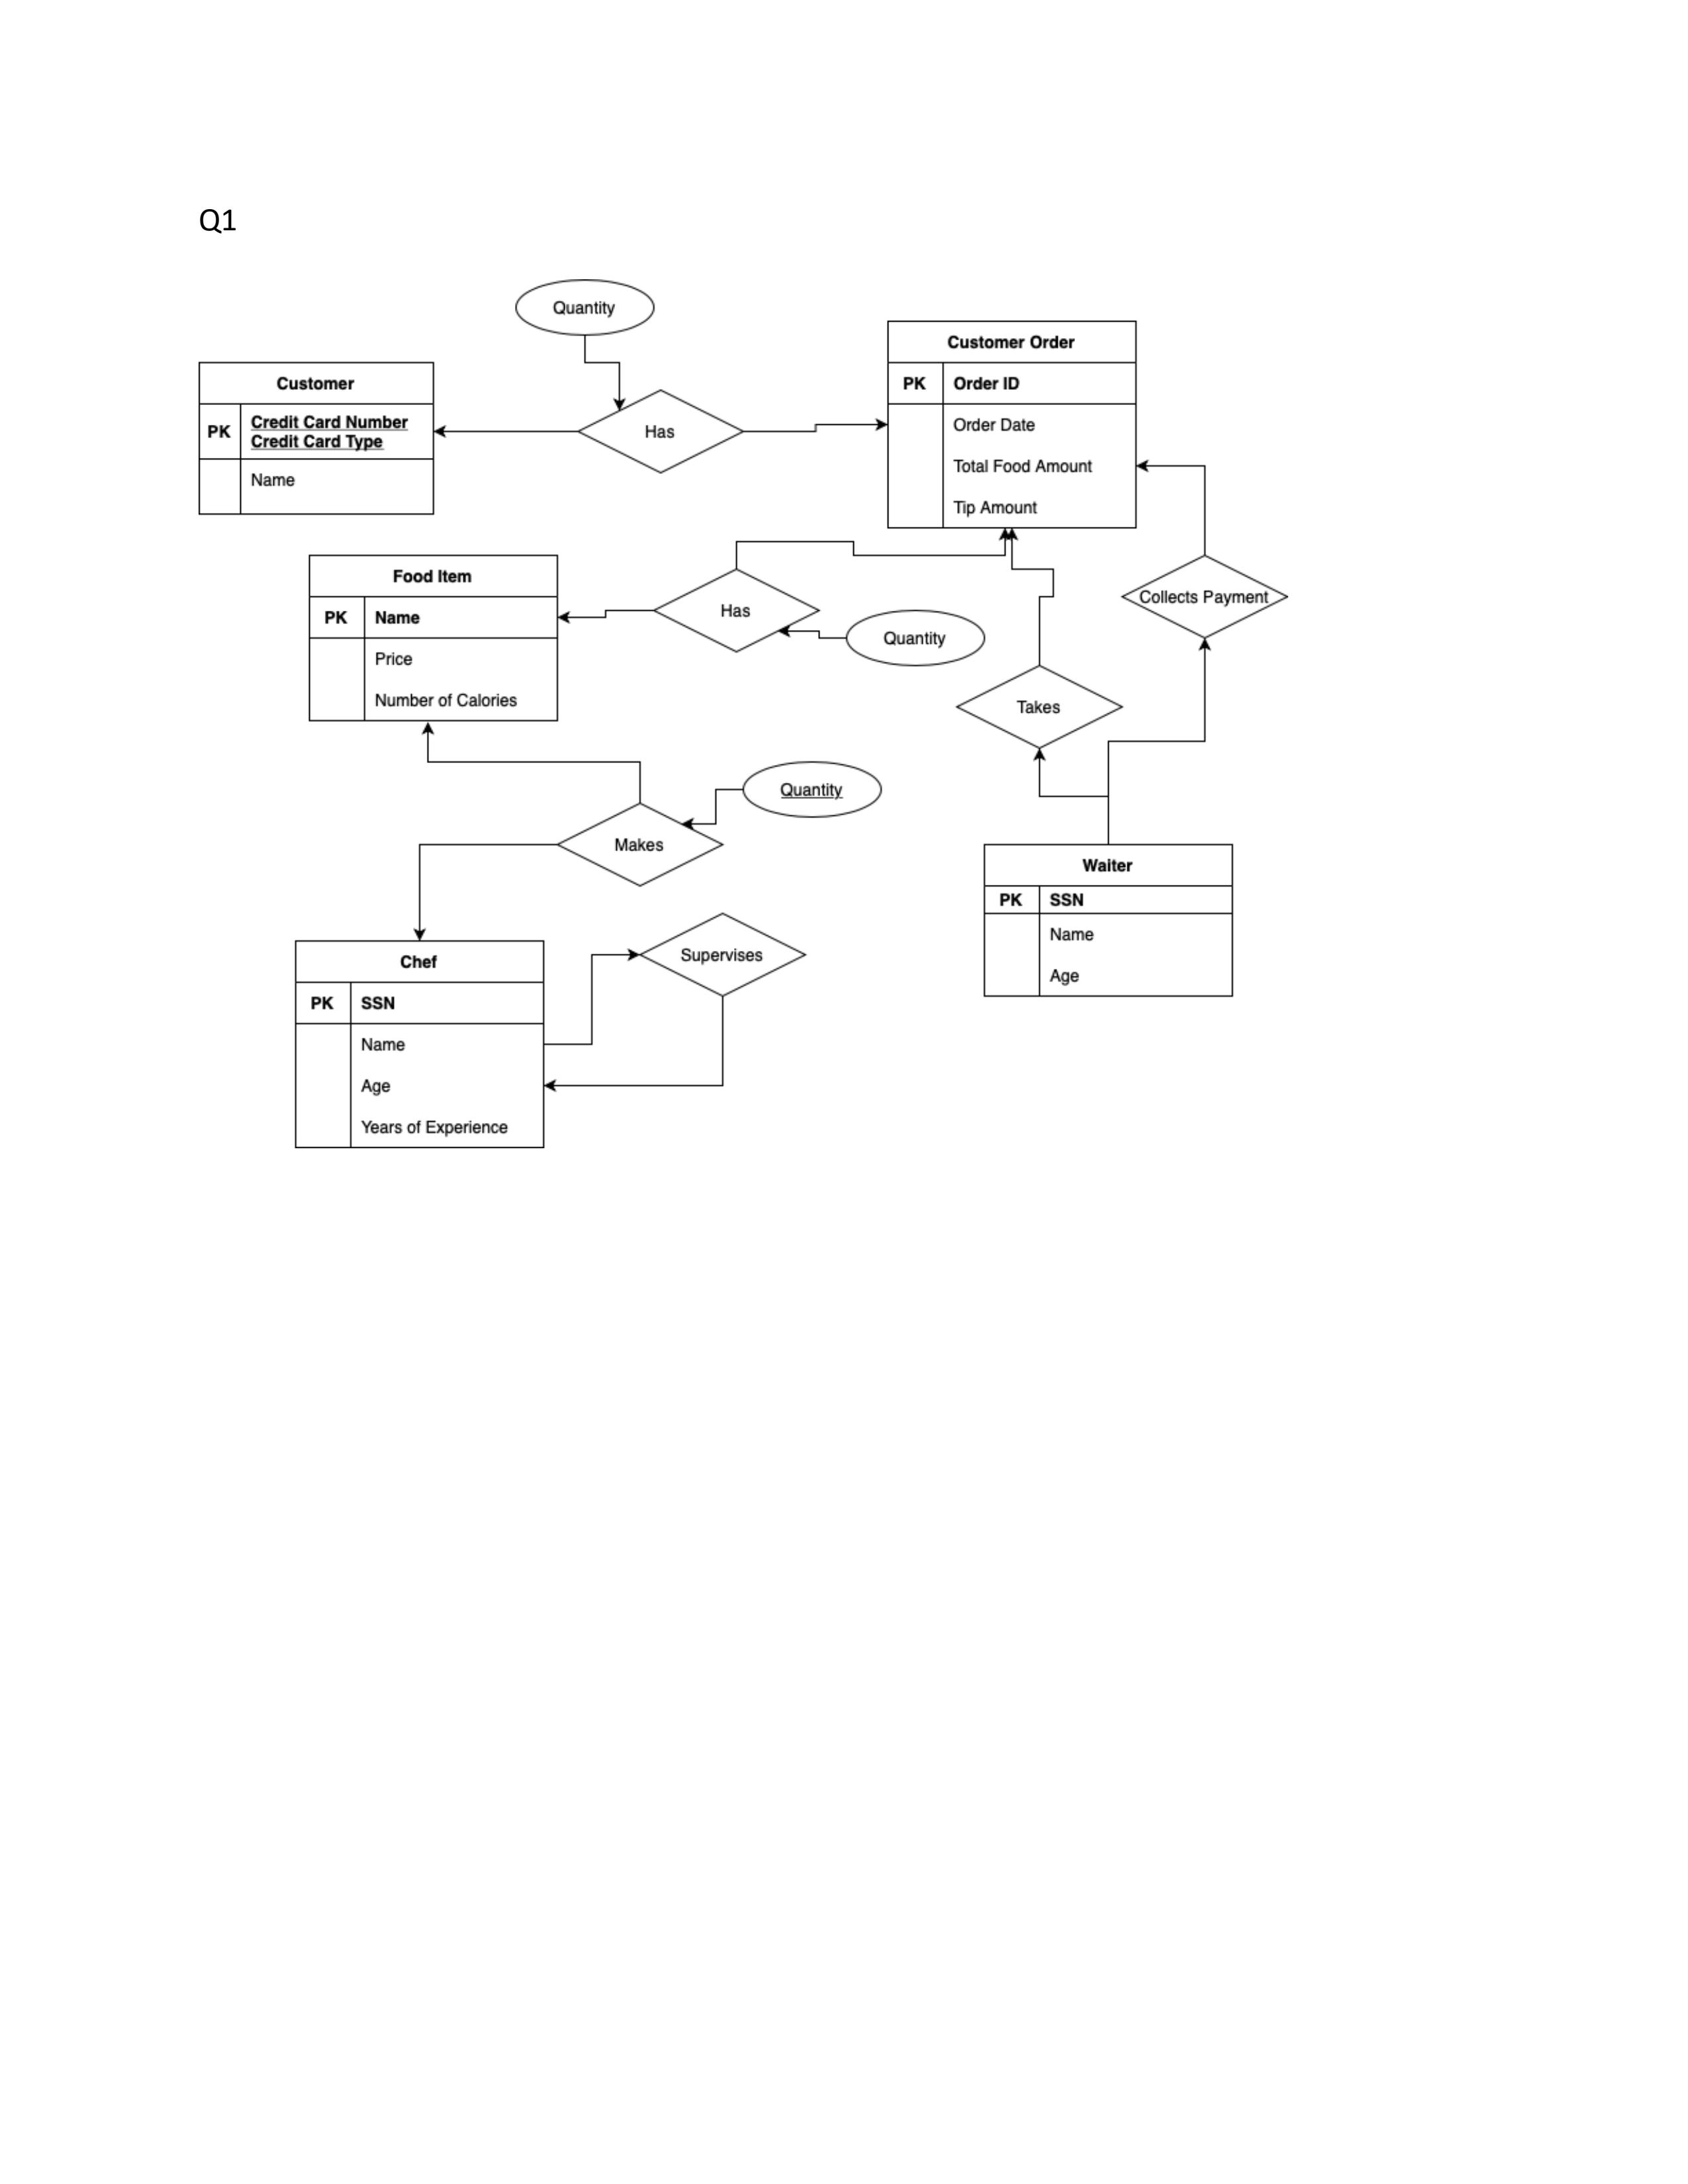 Q1
Quantity
Customer Order
Customer
PK Order ID
PK Credit Card Number
Credit Card Type
Has
Order Date
Total Food Amount
Name
Tip Amount
Food Item
Collects Payment
PK Name
Has
Quantity
Price
Number of Calories
Takes
Quantity
Makes
Waiter
PK SSN
Name
Age
Chef
Supervises
PK SSN
Name
Age
Years of Experience